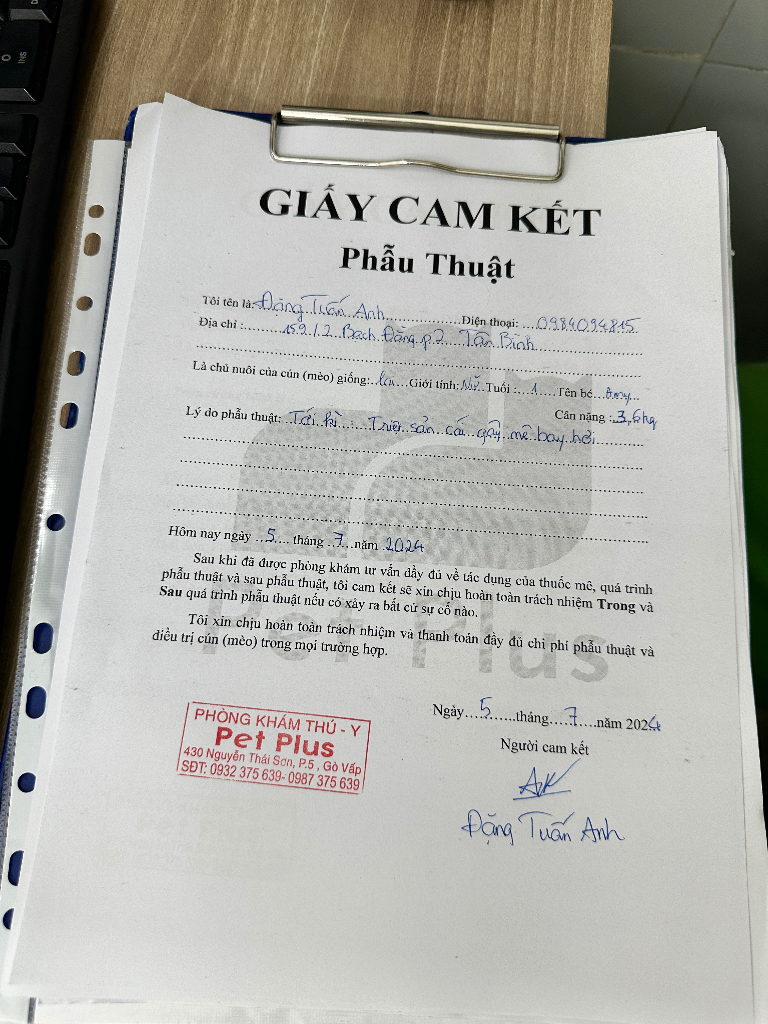 GIẤY CAM KẾT
Phẫu Thuật
Tôi tên là: Đặng Tuấn Anh Điện thoại: 0984094815
Địa chỉ : 159/2 Bạch Đằng p2 Tân Bình
Là chủ nuôi của cún (mèo) giống: Giới tính: Nữ Tuổi : 1 Tên bé
Cân nặng : 3,6kg
Lý do phẫu thuật: Tái kì : Triệt sản cái gây mê bay hơi
Hôm nay ngày 5 tháng 7 năm 2024
Sau khi đã được phòng khám tư vấn đầy đủ về tác dụng của thuốc mê, quá trình
phẫu thuật và sau phẫu thuật, tôi cam kết sẽ xin chịu hoàn toàn trách nhiệm Trong và
Sau quá trình phẫu thuật nếu có xảy ra bất cứ sự cố nào.
Tôi xin chịu hoàn toàn trách nhiệm và thanh toán đầy đủ chi phí phẫu thuật và
điều trị cún (mèo) trong mọi trường hợp.
Pet Plus
Ngày 5 tháng 7 năm 2024
Người cam kết
PHÒNG KHÁM THÚ - Y
Pet Plus
430 Nguyễn Thái Sơn, P.5 , Gò Vấp
SĐT: 0932 375 639- 0987 375 639
Đặng Tuấn Anh